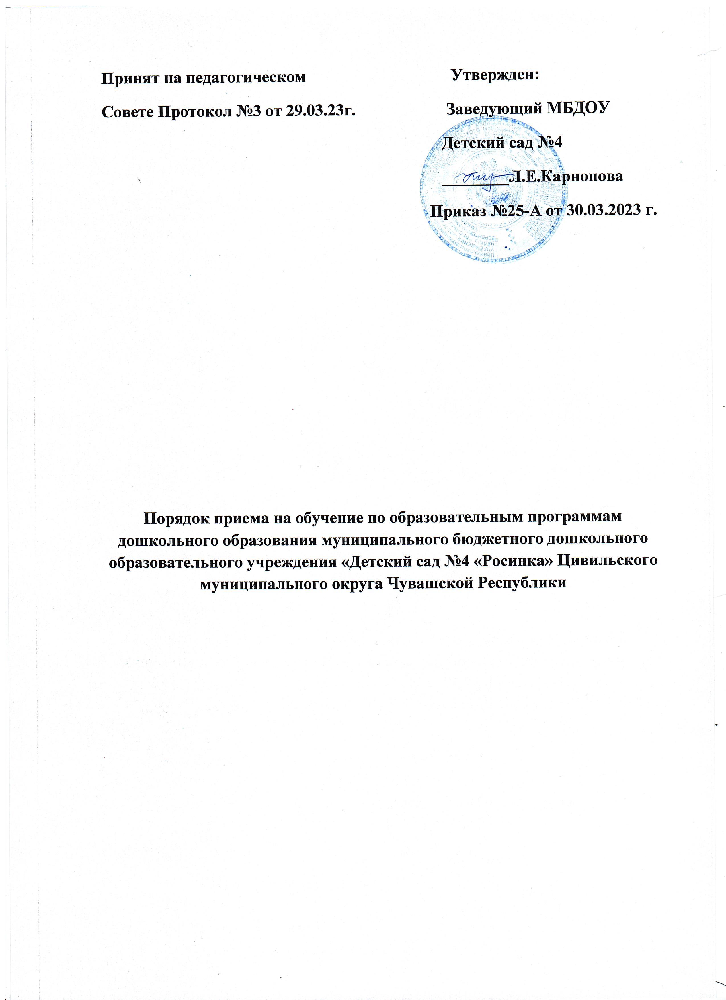 Принят на педагогическом
Совете Протокол №3 от 29.03.23г.
Утвержден:
Заведующий МБДОУ
Детский сад №4
Л.Е.Карнопова
Приказ №25-А от 30.03.2023 г.
Порядок приема на обучение по образовательным программам
дошкольного образования муниципального бюджетного дошкольного
образовательного учреждения «Детский сад №4 «Росинка» Цивильского
муниципального округа Чувашской Республики